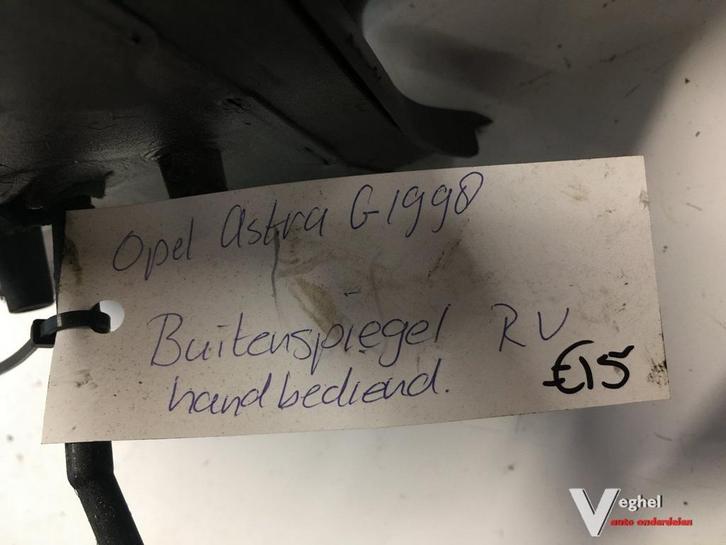 Opel Astra G 1998
Buitenspiegel RV
handbediend.
€15
Veghel
auto onderdelen